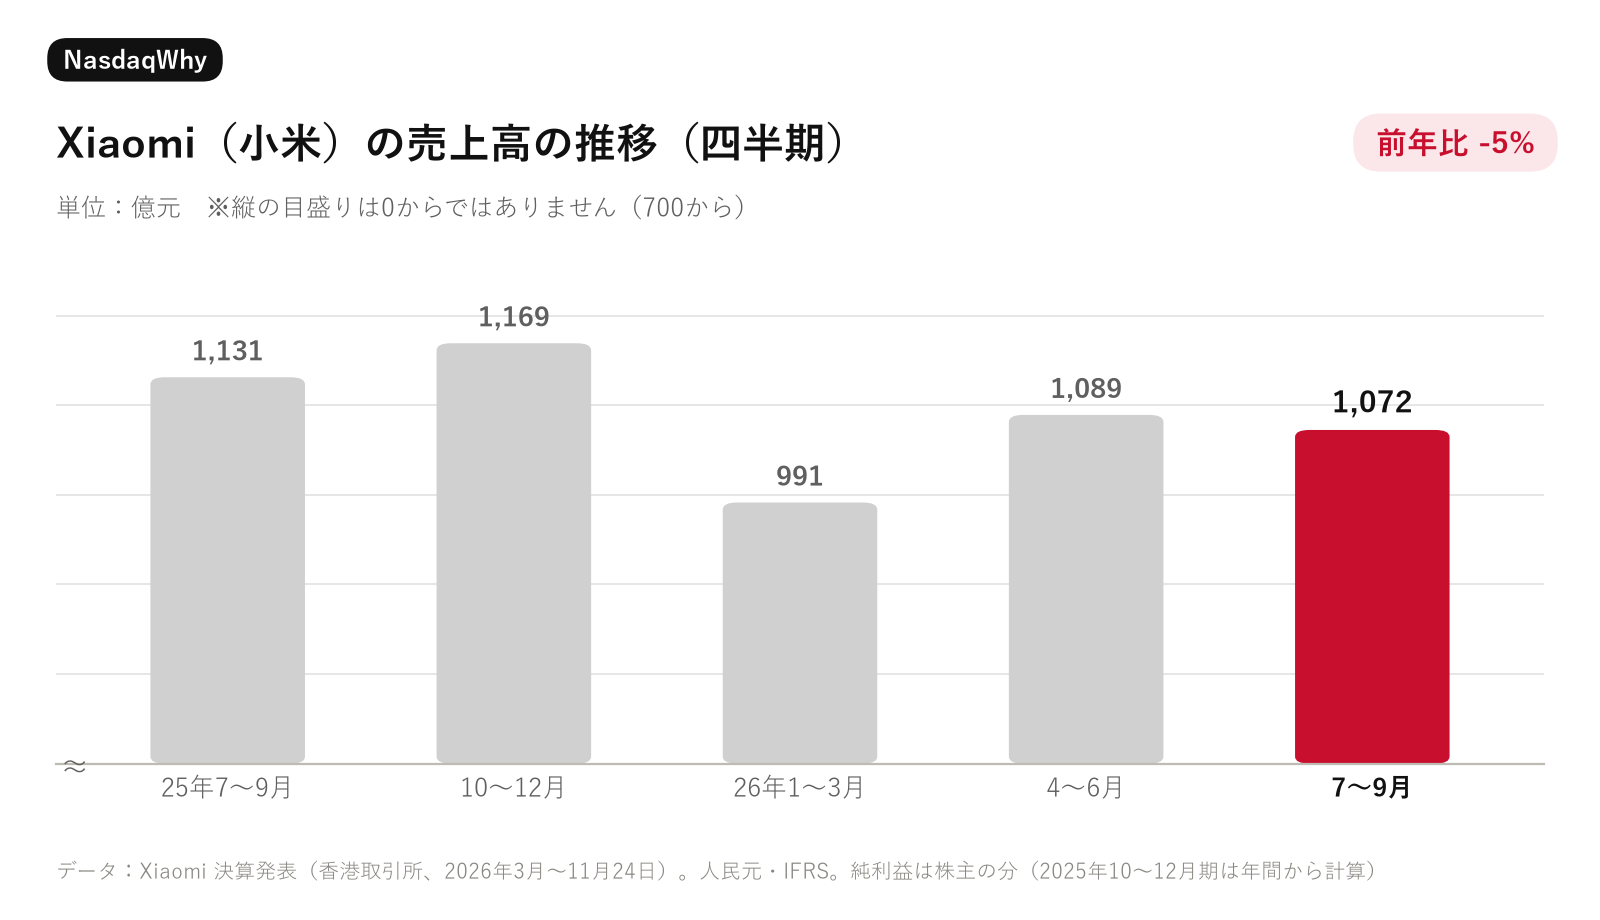 NasdaqWhy
Xiaomi（小米）の売上高の推移（四半期）
前年比 -5%
単位：億元　※縦の目盛りは0からではありません（700から）
1,131
1,169
991
1,089
1,072
≈
25年7〜9月
10〜12月
26年1〜3月
4〜6月
7〜9月
データ：Xiaomi 決算発表（香港取引所、2026年3月〜11月24日）。人民元・IFRS。純利益は株主の分（2025年10〜12月期は年間から計算）